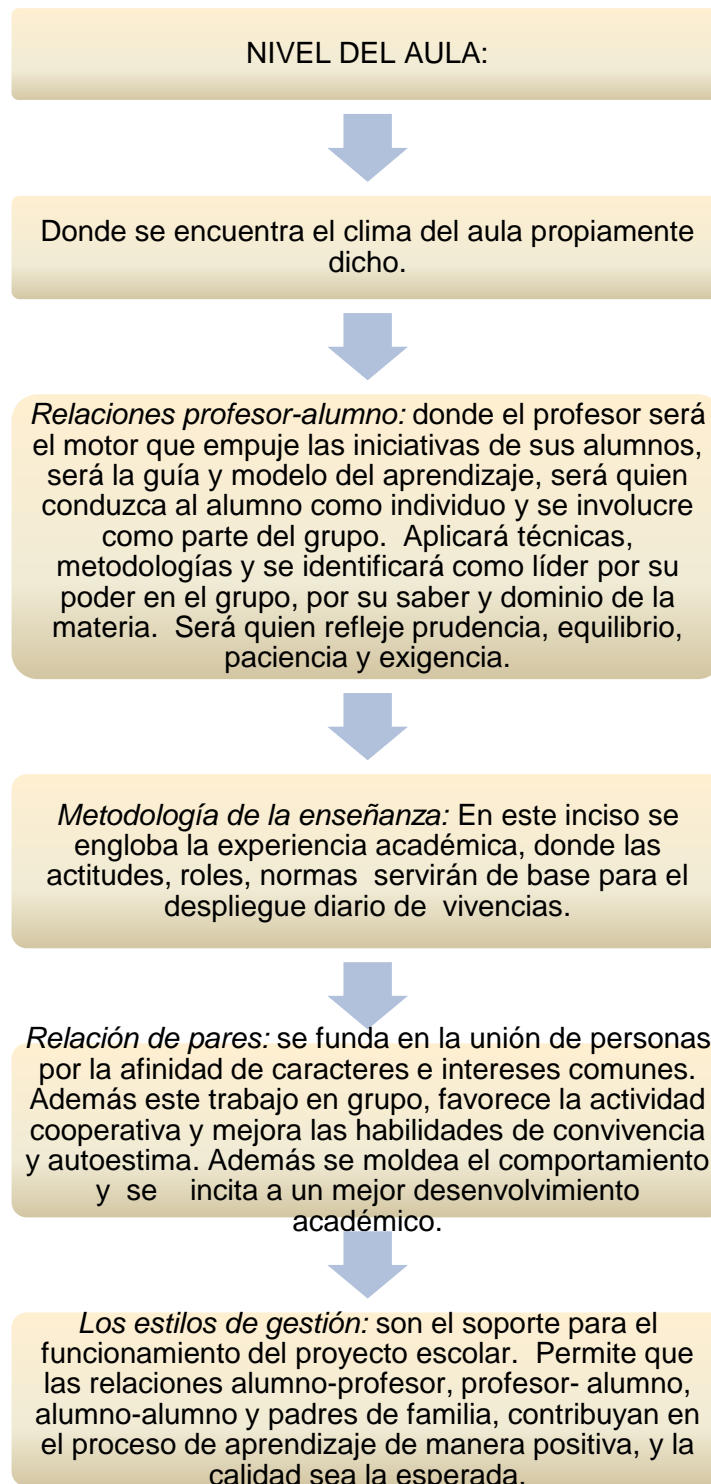 NIVEL DEL AULA:
Donde se encuentra el clima del aula propiamente
dicho.
Relaciones profesor-alumno: donde el profesor será
el motor que empuje las iniciativas de sus alumnos,
será la guía y modelo del aprendizaje, será quien
conduzca al alumno como individuo y se involucre
como parte del grupo.  Aplicará técnicas,
metodologías y se identificará como líder por su
poder en el grupo, por su saber y dominio de la
materia.  Será quien refleje prudencia, equilibrio,
paciencia y exigencia.
Metodología de la enseñanza: En este inciso se
engloba la experiencia académica, donde las
actitudes, roles, normas  servirán de base para el
despliegue diario de  vivencias.
Relación de pares: se funda en la unión de personas
por la afinidad de caracteres e intereses comunes.
Además este trabajo en grupo, favorece la actividad
cooperativa y mejora las habilidades de convivencia
y autoestima. Además se moldea el comportamiento
y  se    incita a un mejor desenvolvimiento
académico.
Los estilos de gestión: son el soporte para el
funcionamiento del proyecto escolar.  Permite que
las relaciones alumno-profesor, profesor- alumno,
alumno-alumno y padres de familia, contribuyan en
el proceso de aprendizaje de manera positiva, y la
calidad sea la esperada.